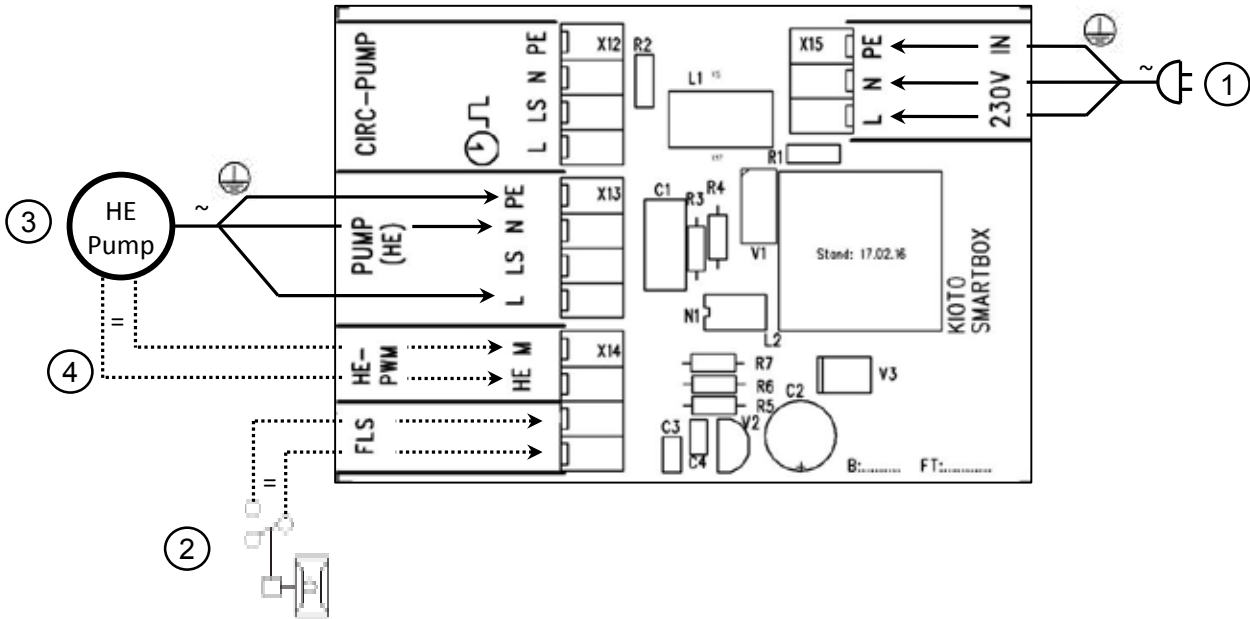 CIRC-PUMP
1
L LS N PE
X12
R2
L1
X15
L N PE
230V IN
~
1
R1
3
HE
Pump
~
PUMP
(HE)
L LS N PE
X13
C1
R3
R4
V1
Stand: 17.02.16
KIOTO
SMARTBOX
N1
L2
=
4
HE-
PWM
HE M
X14
R7
R6
R5
V3
C2
FLS
C3
C4
V2
B:......... FT:............
=
2